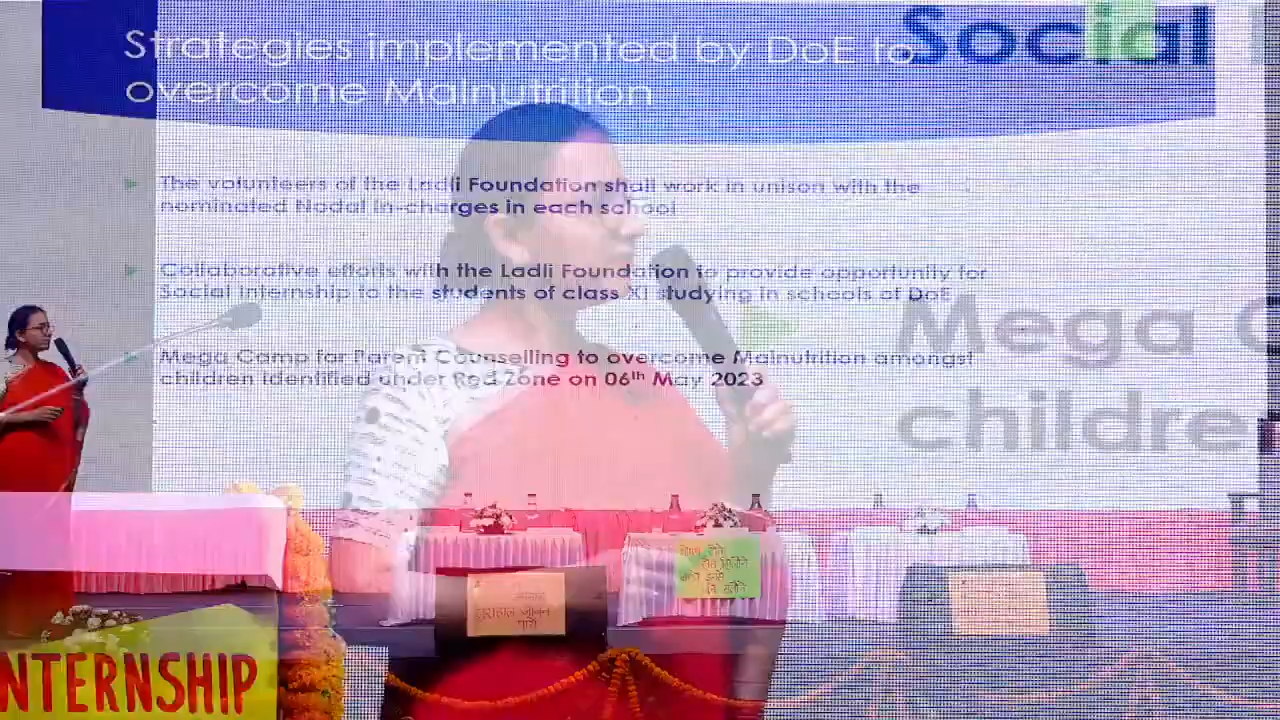 Strategies implemented by DoE to
overcome Malnutrition
Social
The volunteers of the Ladli Foundation shall work in unison with the
nominated Nodal in-charges in each school
Collaborative efforts with the Ladli Foundation to provide opportunity for
Social Internship to the students of class XI studying in schools of DoE
Mega Camp for Parent Counselling to overcome Malnutrition amongst
children identified under Red Zone on 06th May 2023
Mega C
childre
NTERNSHIP